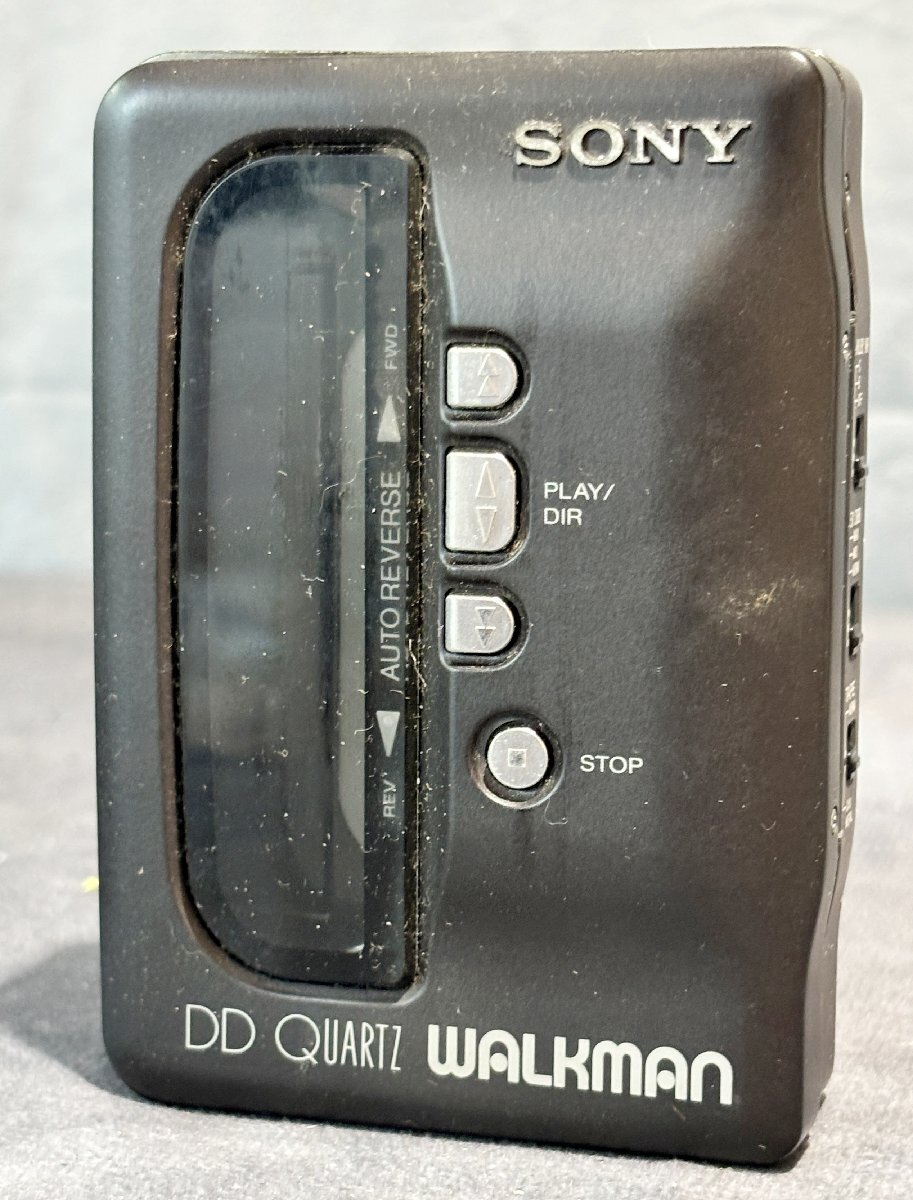 SONY
FWD
AUTO REVERSE
REV
PLAY/
DIR
STOP
DD QUARTZ WALKMAN